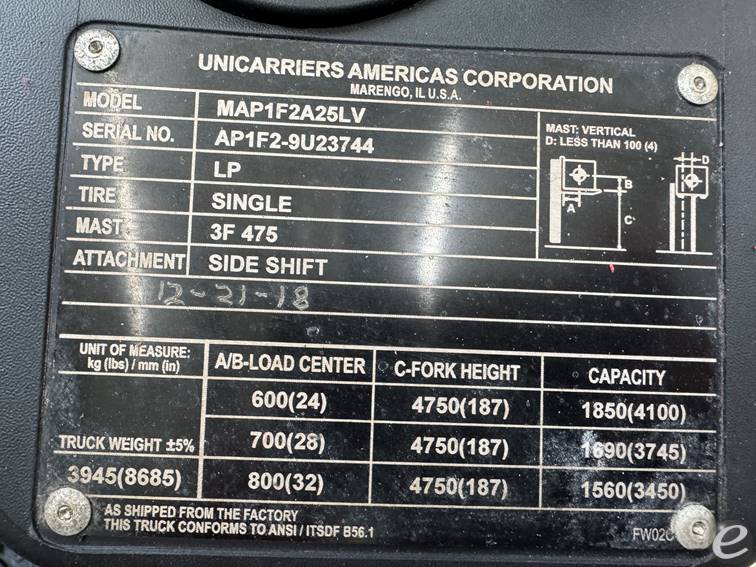 UNICARRIERS AMERICAS CORPORATION
MARENGO, IL U.S.A.
MODEL MAP1F2A25LV
SERIAL NO. AP1F2-9U23744
TYPE LP
TIRE SINGLE
MAST 3F 475
ATTACHMENT SIDE SHIFT
12-21-18
MAST: VERTICAL
D: LESS THAN 100 (4)
A
B
C
D
UNIT OF MEASURE:
kg (lbs) / mm (in)
A/B-LOAD CENTER C-FORK HEIGHT CAPACITY
600(24) 4750(187) 1850(4100)
TRUCK WEIGHT ±5% 700(28) 4750(187) 1690(3745)
3945(8685) 800(32) 4750(187) 1560(3450)
AS SHIPPED FROM THE FACTORY
THIS TRUCK CONFORMS TO ANSI / ITSDF B56.1
FW02C
e